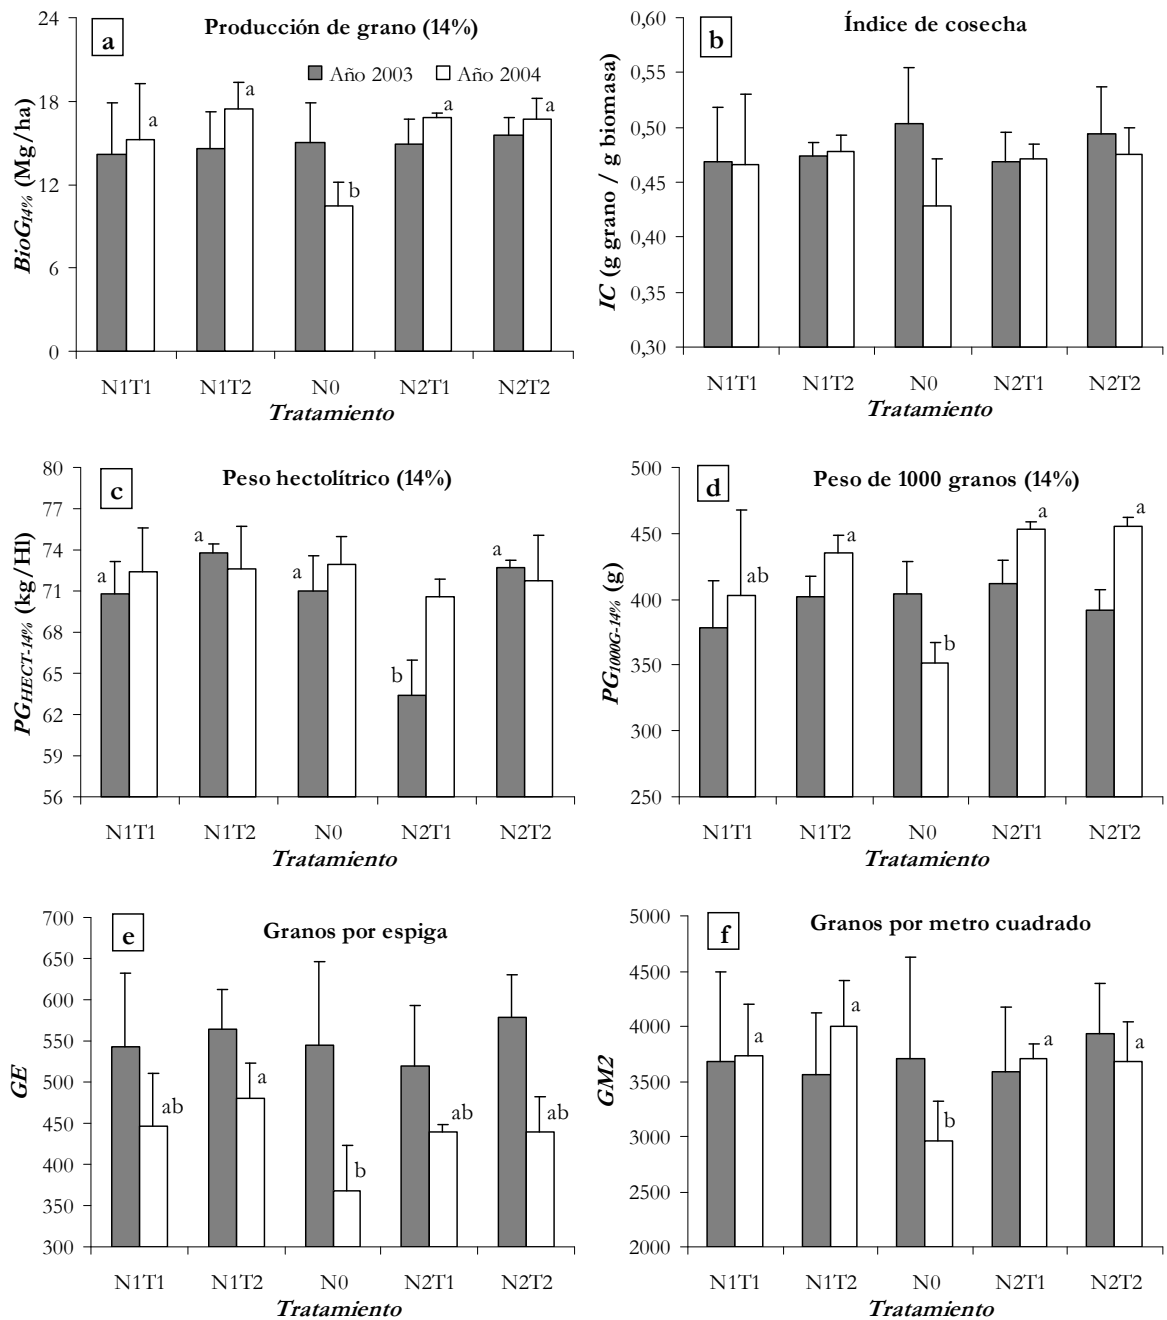 a
Producción de grano (14%)
Año 2003
Año 2004
BioG14% (Mg/ha)
24
18
12
6
0
a
a
b
a
a
N1T1 N1T2 N0 N2T1 N2T2
Tratamiento
b
Índice de cosecha
IC (g grano / g biomasa)
0,60
0,55
0,50
0,45
0,40
0,35
0,30
N1T1 N1T2 N0 N2T1 N2T2
Tratamiento
c
Peso hectolítrico (14%)
PGHECT-14% (kg/Hl)
80
77
74
71
68
65
62
59
56
a
a
a
b
a
N1T1 N1T2 N0 N2T1 N2T2
Tratamiento
d
Peso de 1000 granos (14%)
PG1000G-14% (g)
500
450
400
350
300
250
ab
a
b
a
a
N1T1 N1T2 N0 N2T1 N2T2
Tratamiento
e
Granos por espiga
GE
700
650
600
550
500
450
400
350
300
ab
a
b
ab
ab
N1T1 N1T2 N0 N2T1 N2T2
Tratamiento
f
Granos por metro cuadrado
GM2
5000
4500
4000
3500
3000
2500
2000
a
a
b
a
a
N1T1 N1T2 N0 N2T1 N2T2
Tratamiento